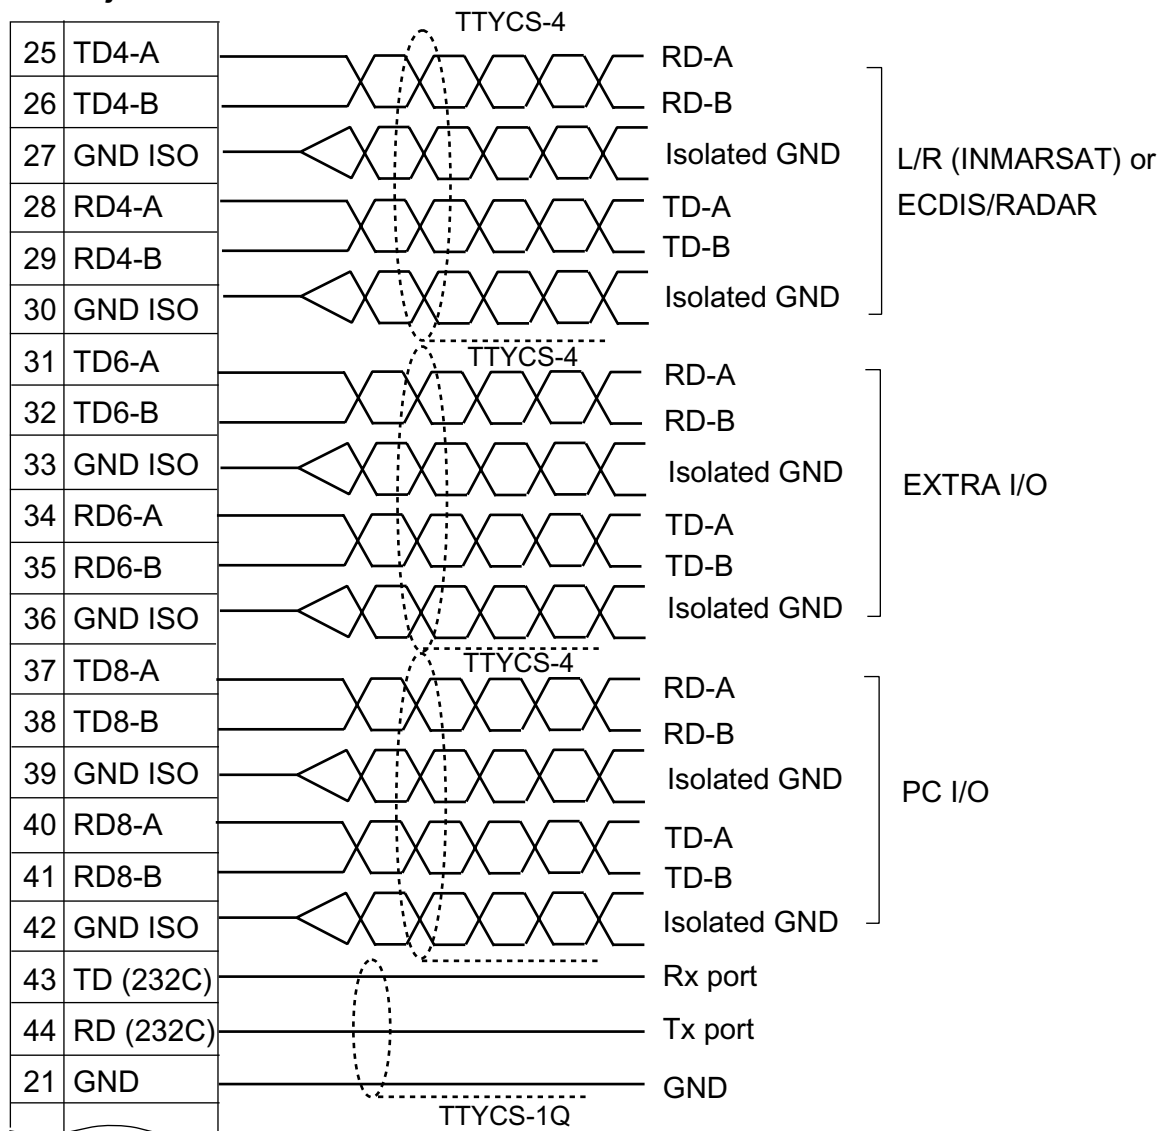 TTYCS-4
25 TD4-A RD-A
26 TD4-B RD-B
27 GND ISO Isolated GND
L/R (INMARSAT) or
28 RD4-A TD-A
ECDIS/RADAR
29 RD4-B TD-B
30 GND ISO Isolated GND
TTYCS-4
31 TD6-A RD-A
32 TD6-B RD-B
33 GND ISO Isolated GND
EXTRA I/O
34 RD6-A TD-A
35 RD6-B TD-B
36 GND ISO Isolated GND
TTYCS-4
37 TD8-A RD-A
38 TD8-B RD-B
39 GND ISO Isolated GND
PC I/O
40 RD8-A TD-A
41 RD8-B TD-B
42 GND ISO Isolated GND
43 TD (232C) Rx port
44 RD (232C) Tx port
21 GND GND
TTYCS-1Q